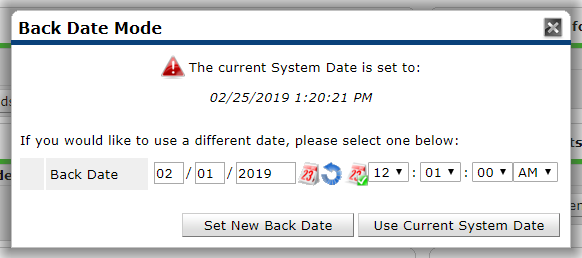 Back Date Mode
The current System Date is set to:
02/25/2019 1:20:21 PM
If you would like to use a different date, please select one below:
Back Date 02 / 01 / 2019 12 : 01 : 00 AM
Set New Back Date Use Current System Date